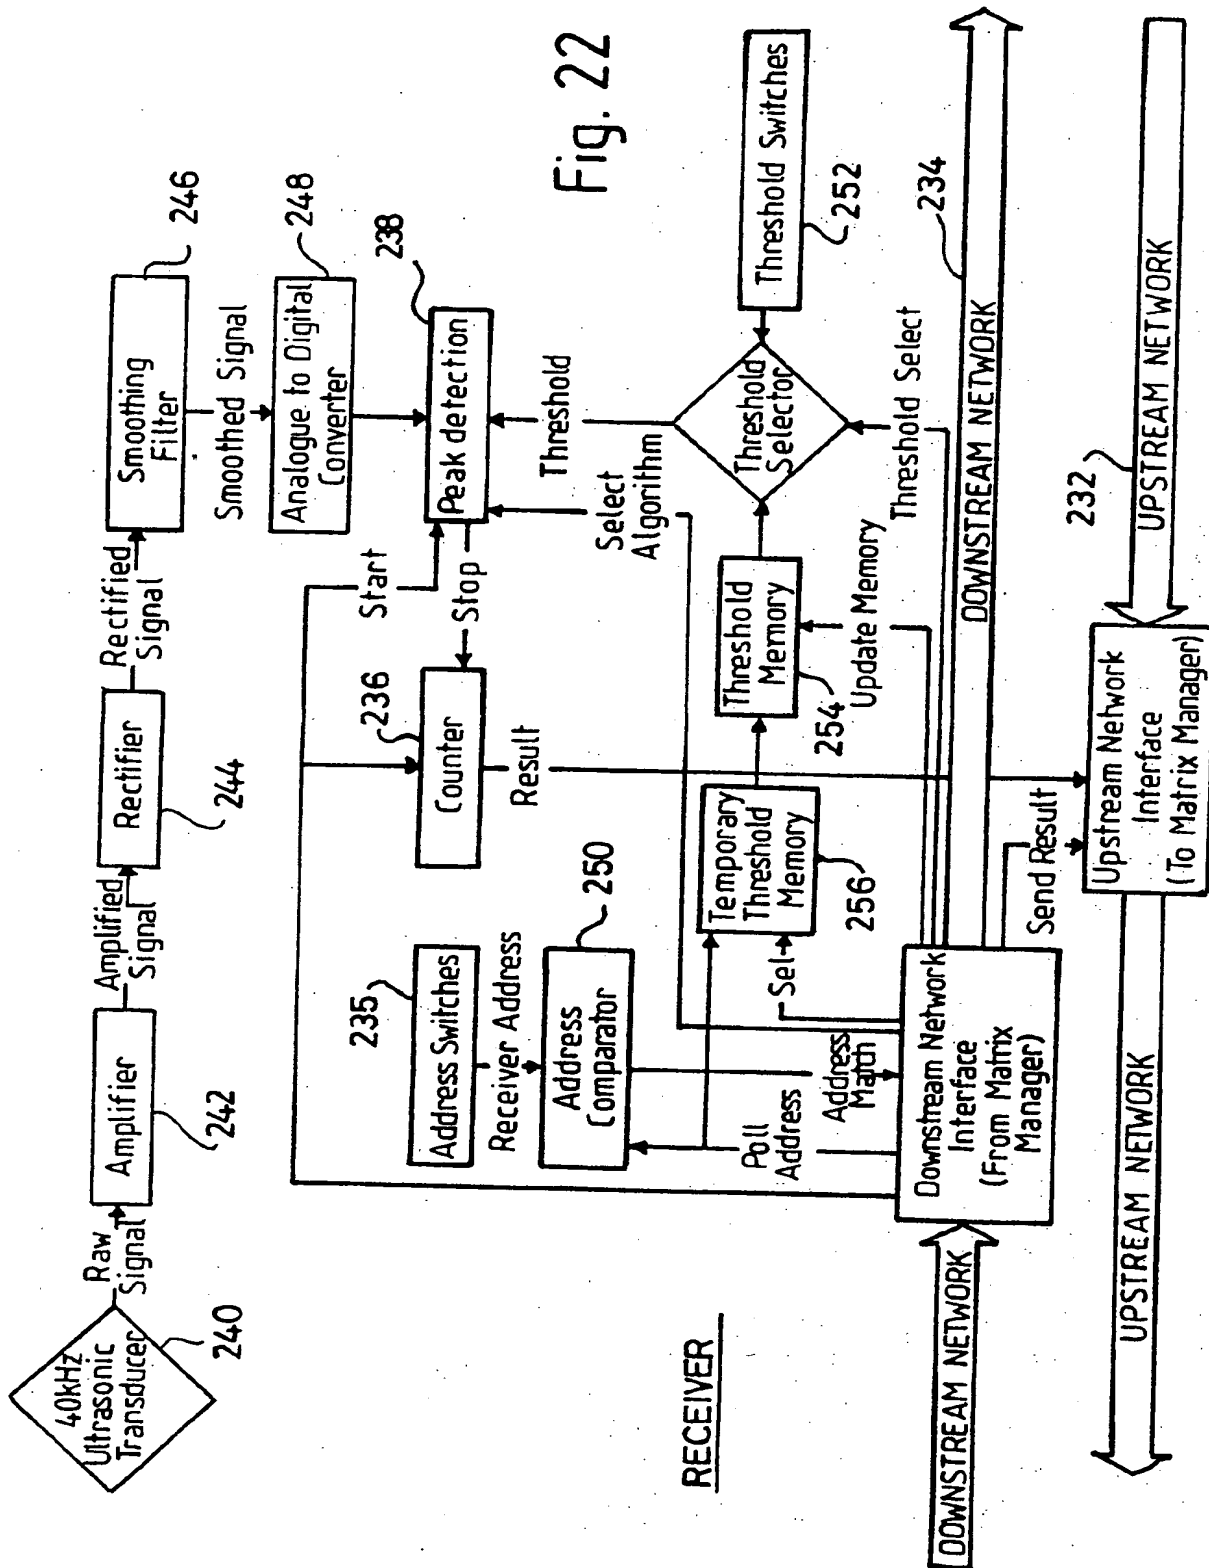 Fig. 22
RECEIVER
40kHz
Ultrasonic
Transducer
240
Raw
Signal
Amplifier
242
Amplified
Signal
Rectifier
244
Rectified
Signal
Smoothing
Filter
246
Smoothed Signal
Analogue to Digital
Converter
248
Peak detection
238
Start
Stop
Counter
236
Result
Threshold
Select
Algorithm
Address Switches
235
Receiver Address
Address
Comparator
250
Poll
Address
Address
Match
Sel
Temporary
Threshold
Memory
256
Threshold
Memory
254
Update Memory
Threshold
Selector
Threshold Switches
252
Threshold Select
Downstream Network
Interface
(From Matrix
Manager)
DOWNSTREAM NETWORK
DOWNSTREAM NETWORK
234
Send Result
Upstream Network
Interface
(To Matrix Manager)
UPSTREAM NETWORK
232
UPSTREAM NETWORK